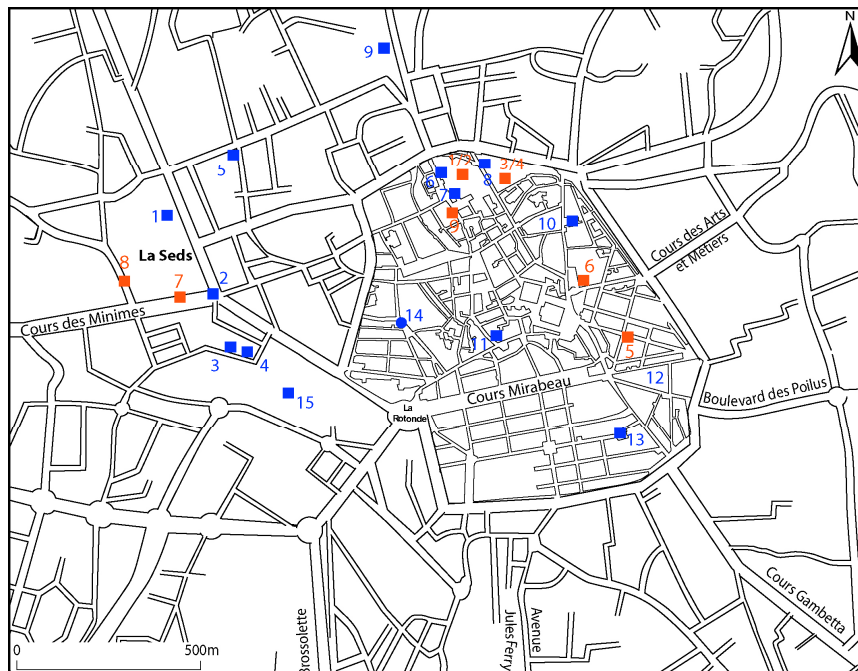 N
9
5
1/2
3/4
6
8
7
9
1
10
Cours des Arts
et Métiers
La Seds
8
7
2
6
Cours des Minimes
14
11
5
3
4
12
15
Cours Mirabeau
Boulevard des Poilus
La
Rotonde
13
Cours Gambetta
Brossolette
Jules Ferry
Avenue
0
500m